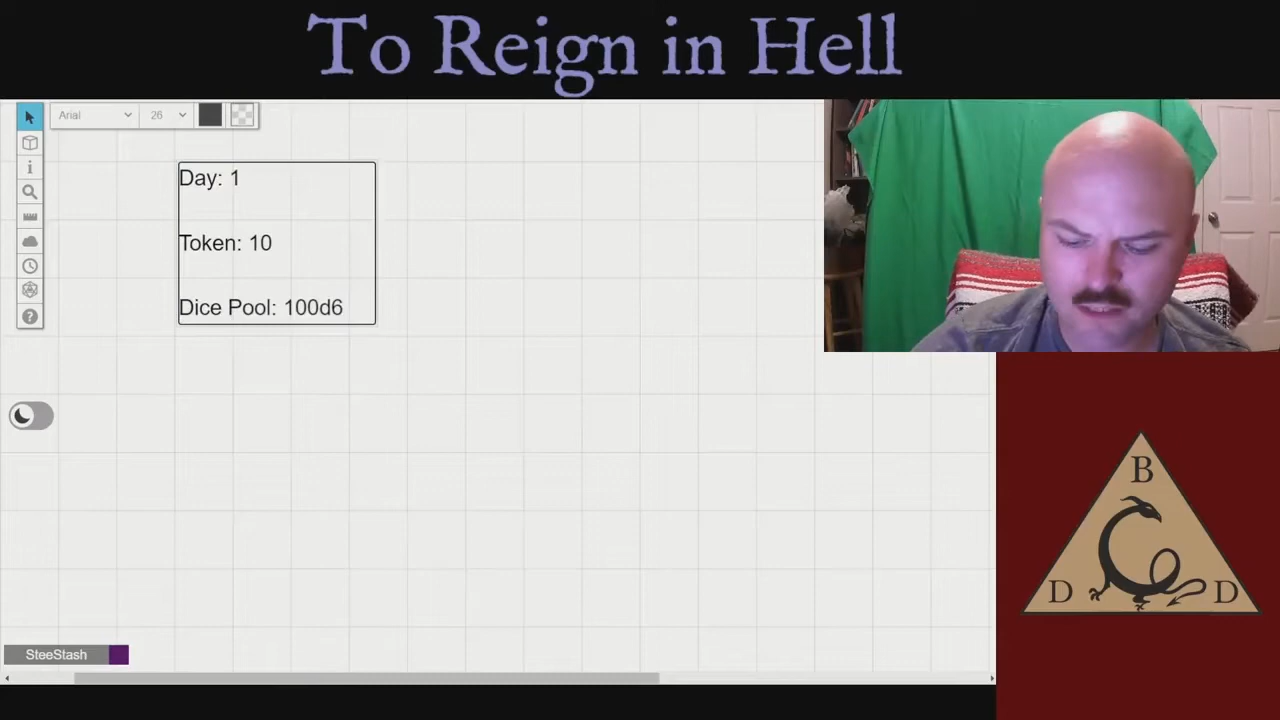 To Reign in Hell
Arial 26
Day: 1
Token: 10
Dice Pool: 100d6
B
D D
SteeStash